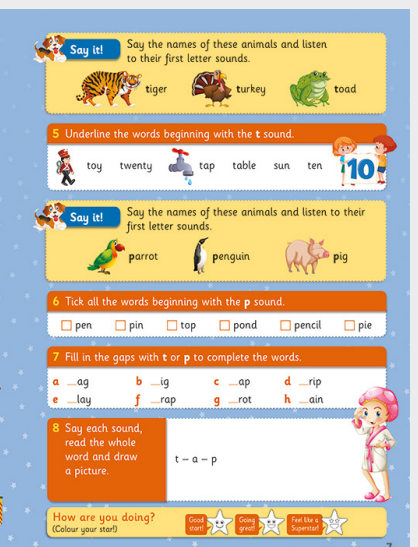 Say it!
Say the names of these animals and listen
to their first letter sounds.
tiger turkey toad
5 Underline the words beginning with the t sound.
toy twenty tap table sun ten 10
Say it!
Say the names of these animals and listen to their
first letter sounds.
parrot penguin pig
6 Tick all the words beginning with the p sound.
pen pin top pond pencil pie
7 Fill in the gaps with t or p to complete the words.
a __ag b __ig c __ap d __rip
e __lay f __rap g __rot h __ain
8 Say each sound,
read the whole
word and draw
a picture.
t – a – p
How are you doing?
(Colour your star!)
Good
start!
Going
great!
Feel like a
Superstar!
7